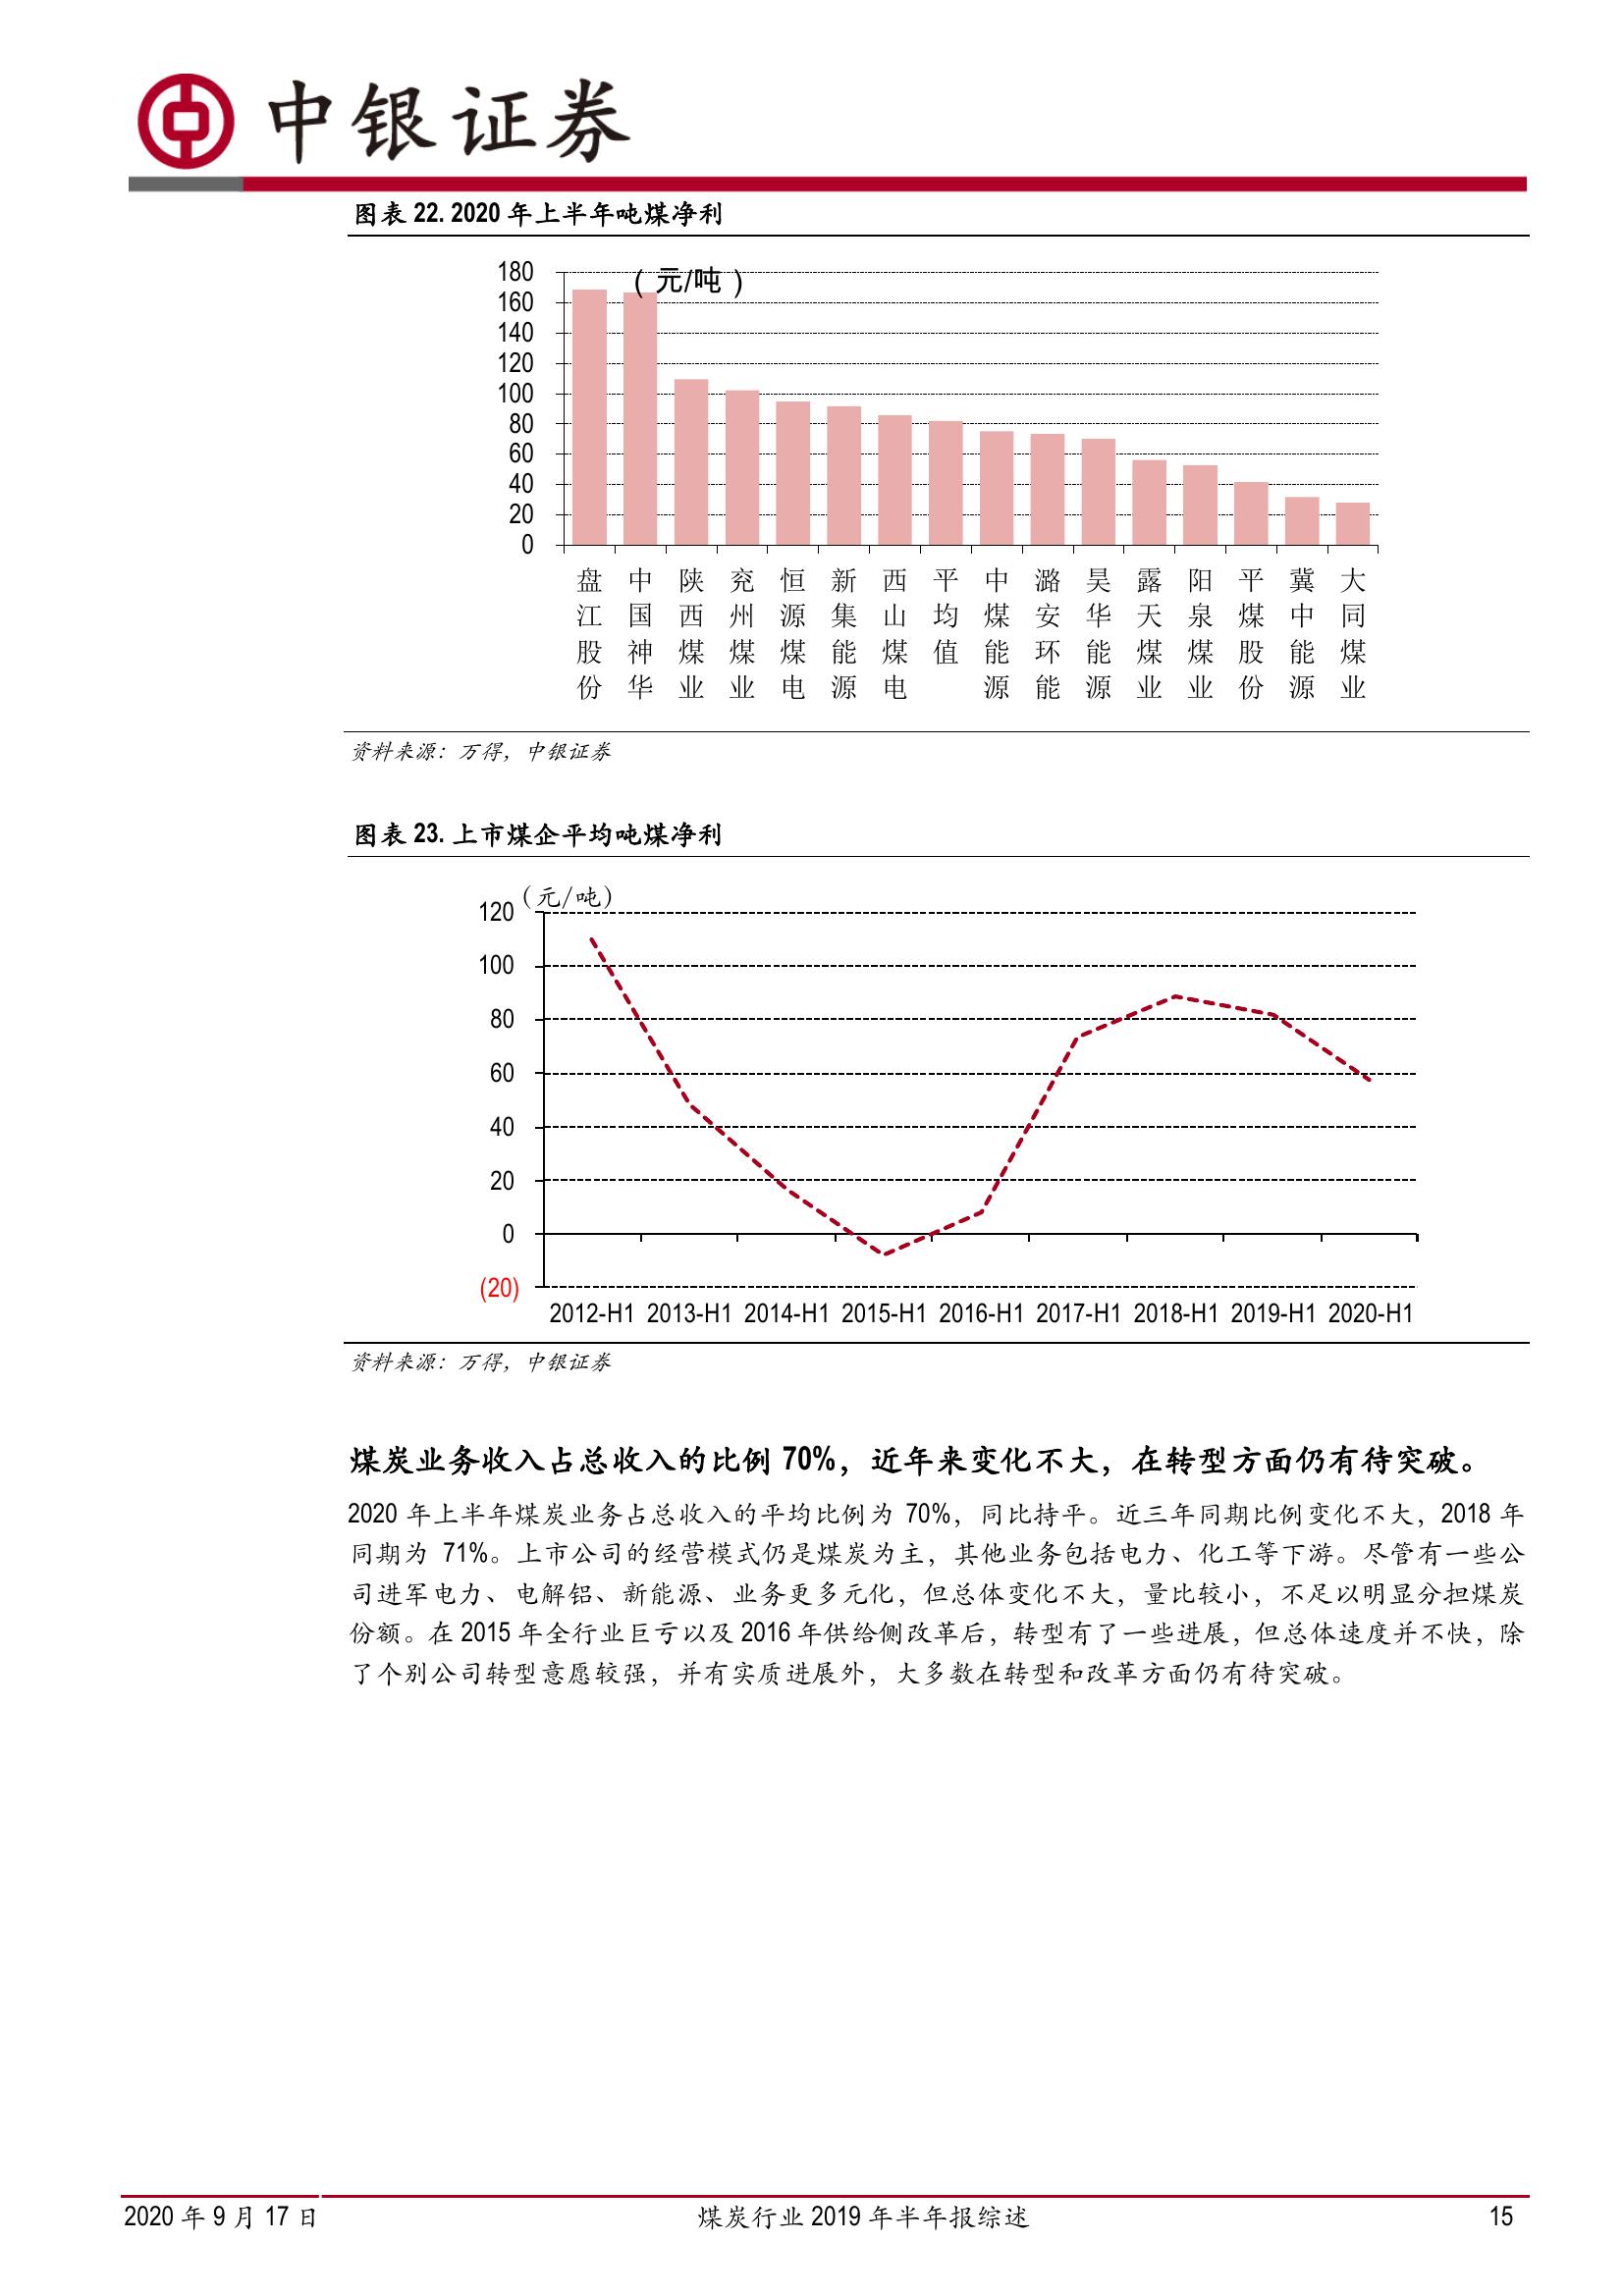 中银证券
图表 22. 2020 年上半年吨煤净利
（元/吨）
180
160
140
120
100
80
60
40
20
0
盘江股份
中国神华
陕西煤业
兖州煤业
恒源煤电
新集能源
西山煤电
平均值
中煤能源
潞安环能
昊华能源
露天煤业
阳泉煤业
平煤股份
冀中能源
大同煤业
资料来源：万得，中银证券
图表 23. 上市煤企平均吨煤净利
（元/吨）
120
100
80
60
40
20
0
(20)
2012-H1 2013-H1 2014-H1 2015-H1 2016-H1 2017-H1 2018-H1 2019-H1 2020-H1
资料来源：万得，中银证券
煤炭业务收入占总收入的比例 70%，近年来变化不大，在转型方面仍有待突破。
2020 年上半年煤炭业务占总收入的平均比例为 70%，同比持平。近三年同期比例变化不大，2018 年
同期为 71%。上市公司的经营模式仍是煤炭为主，其他业务包括电力、化工等下游。尽管有一些公
司进军电力、电解铝、新能源、业务更多元化，但总体变化不大，量比较小，不足以明显分担煤炭
份额。在 2015 年全行业巨亏以及 2016 年供给侧改革后，转型有了一些进展，但总体速度并不快，除
了个别公司转型意愿较强，并有实质进展外，大多数在转型和改革方面仍有待突破。
2020 年 9 月 17 日 煤炭行业 2019 年半年报综述 15